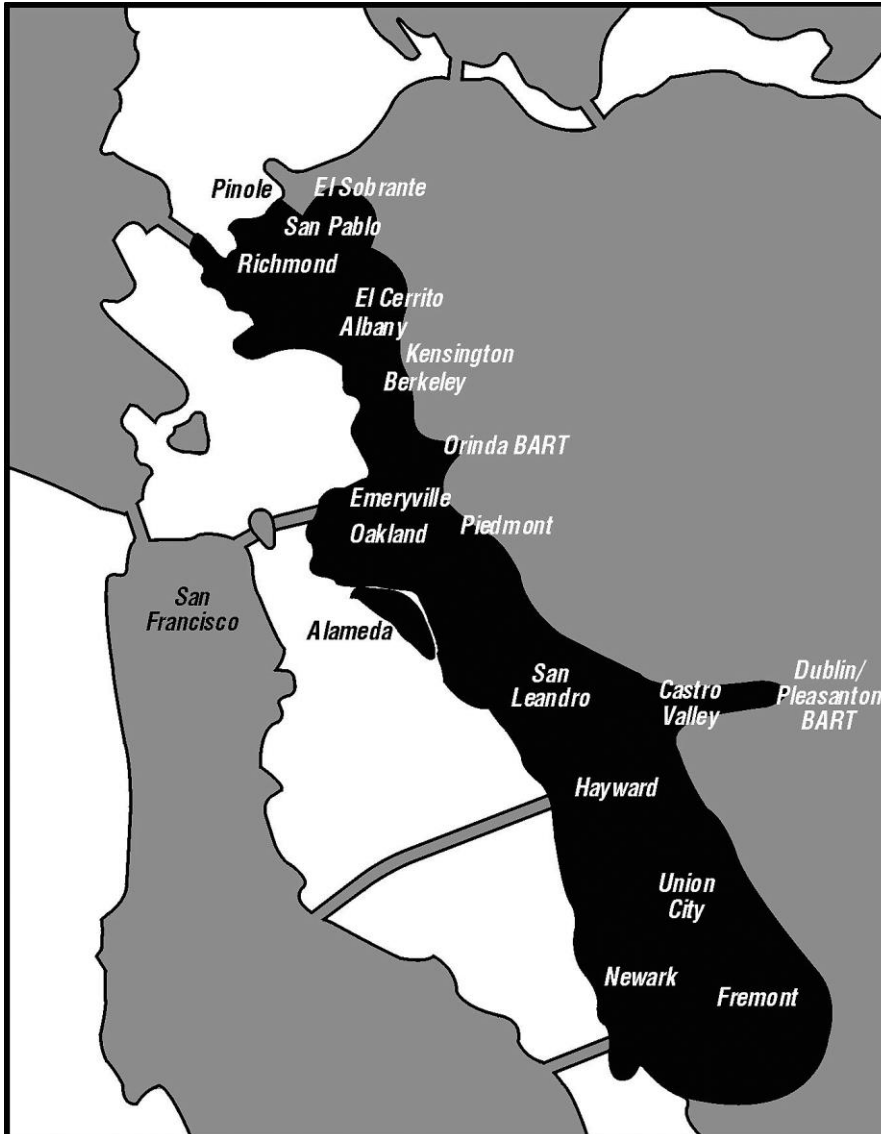 Pinole
El Sobrante
San Pablo
Richmond
El Cerrito
Albany
Kensington
Berkeley
Orinda BART
Emeryville
Oakland
Piedmont
San
Francisco
Alameda
San
Leandro
Castro
Valley
Dublin/
Pleasanton
BART
Hayward
Union
City
Newark
Fremont